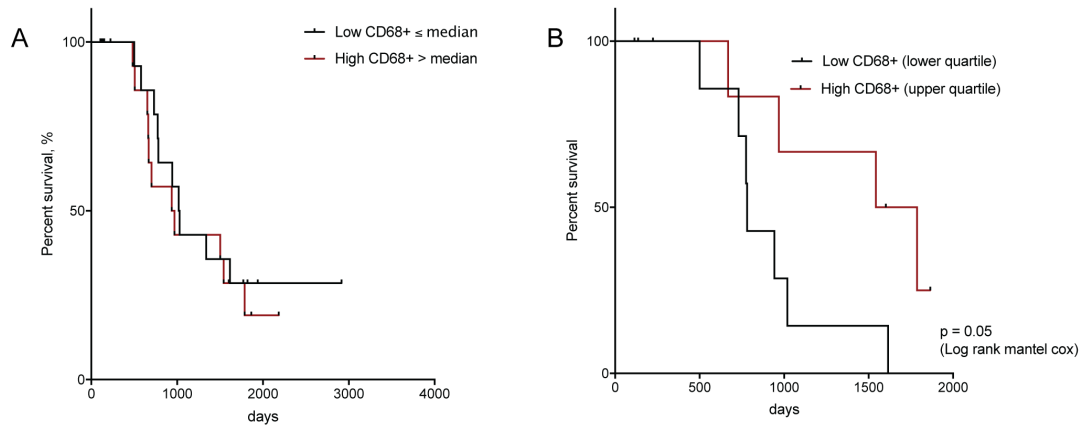 A
Low CD68+ ≤ median
High CD68+ > median
Percent survival, %
100
50
0
0 1000 2000 3000 4000
days
B
Low CD68+ (lower quartile)
High CD68+ (upper quartile)
Percent survival
100
50
0
p = 0.05
(Log rank mantel cox)
0 500 1000 1500 2000
days